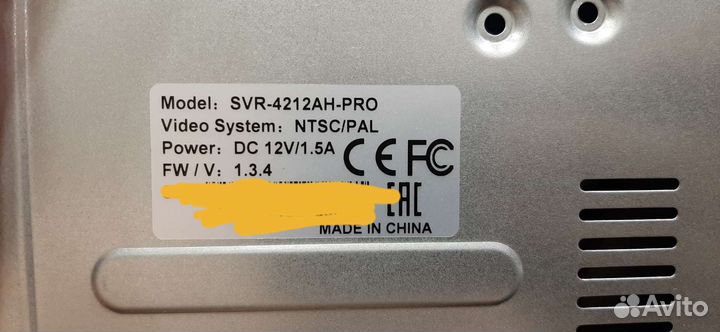 Model: SVR-4212AH-PRO
Video System: NTSC/PAL
Power: DC 12V/1.5A
FW / V: 1.3.4
CE FC
EAC
MADE IN CHINA
Avito